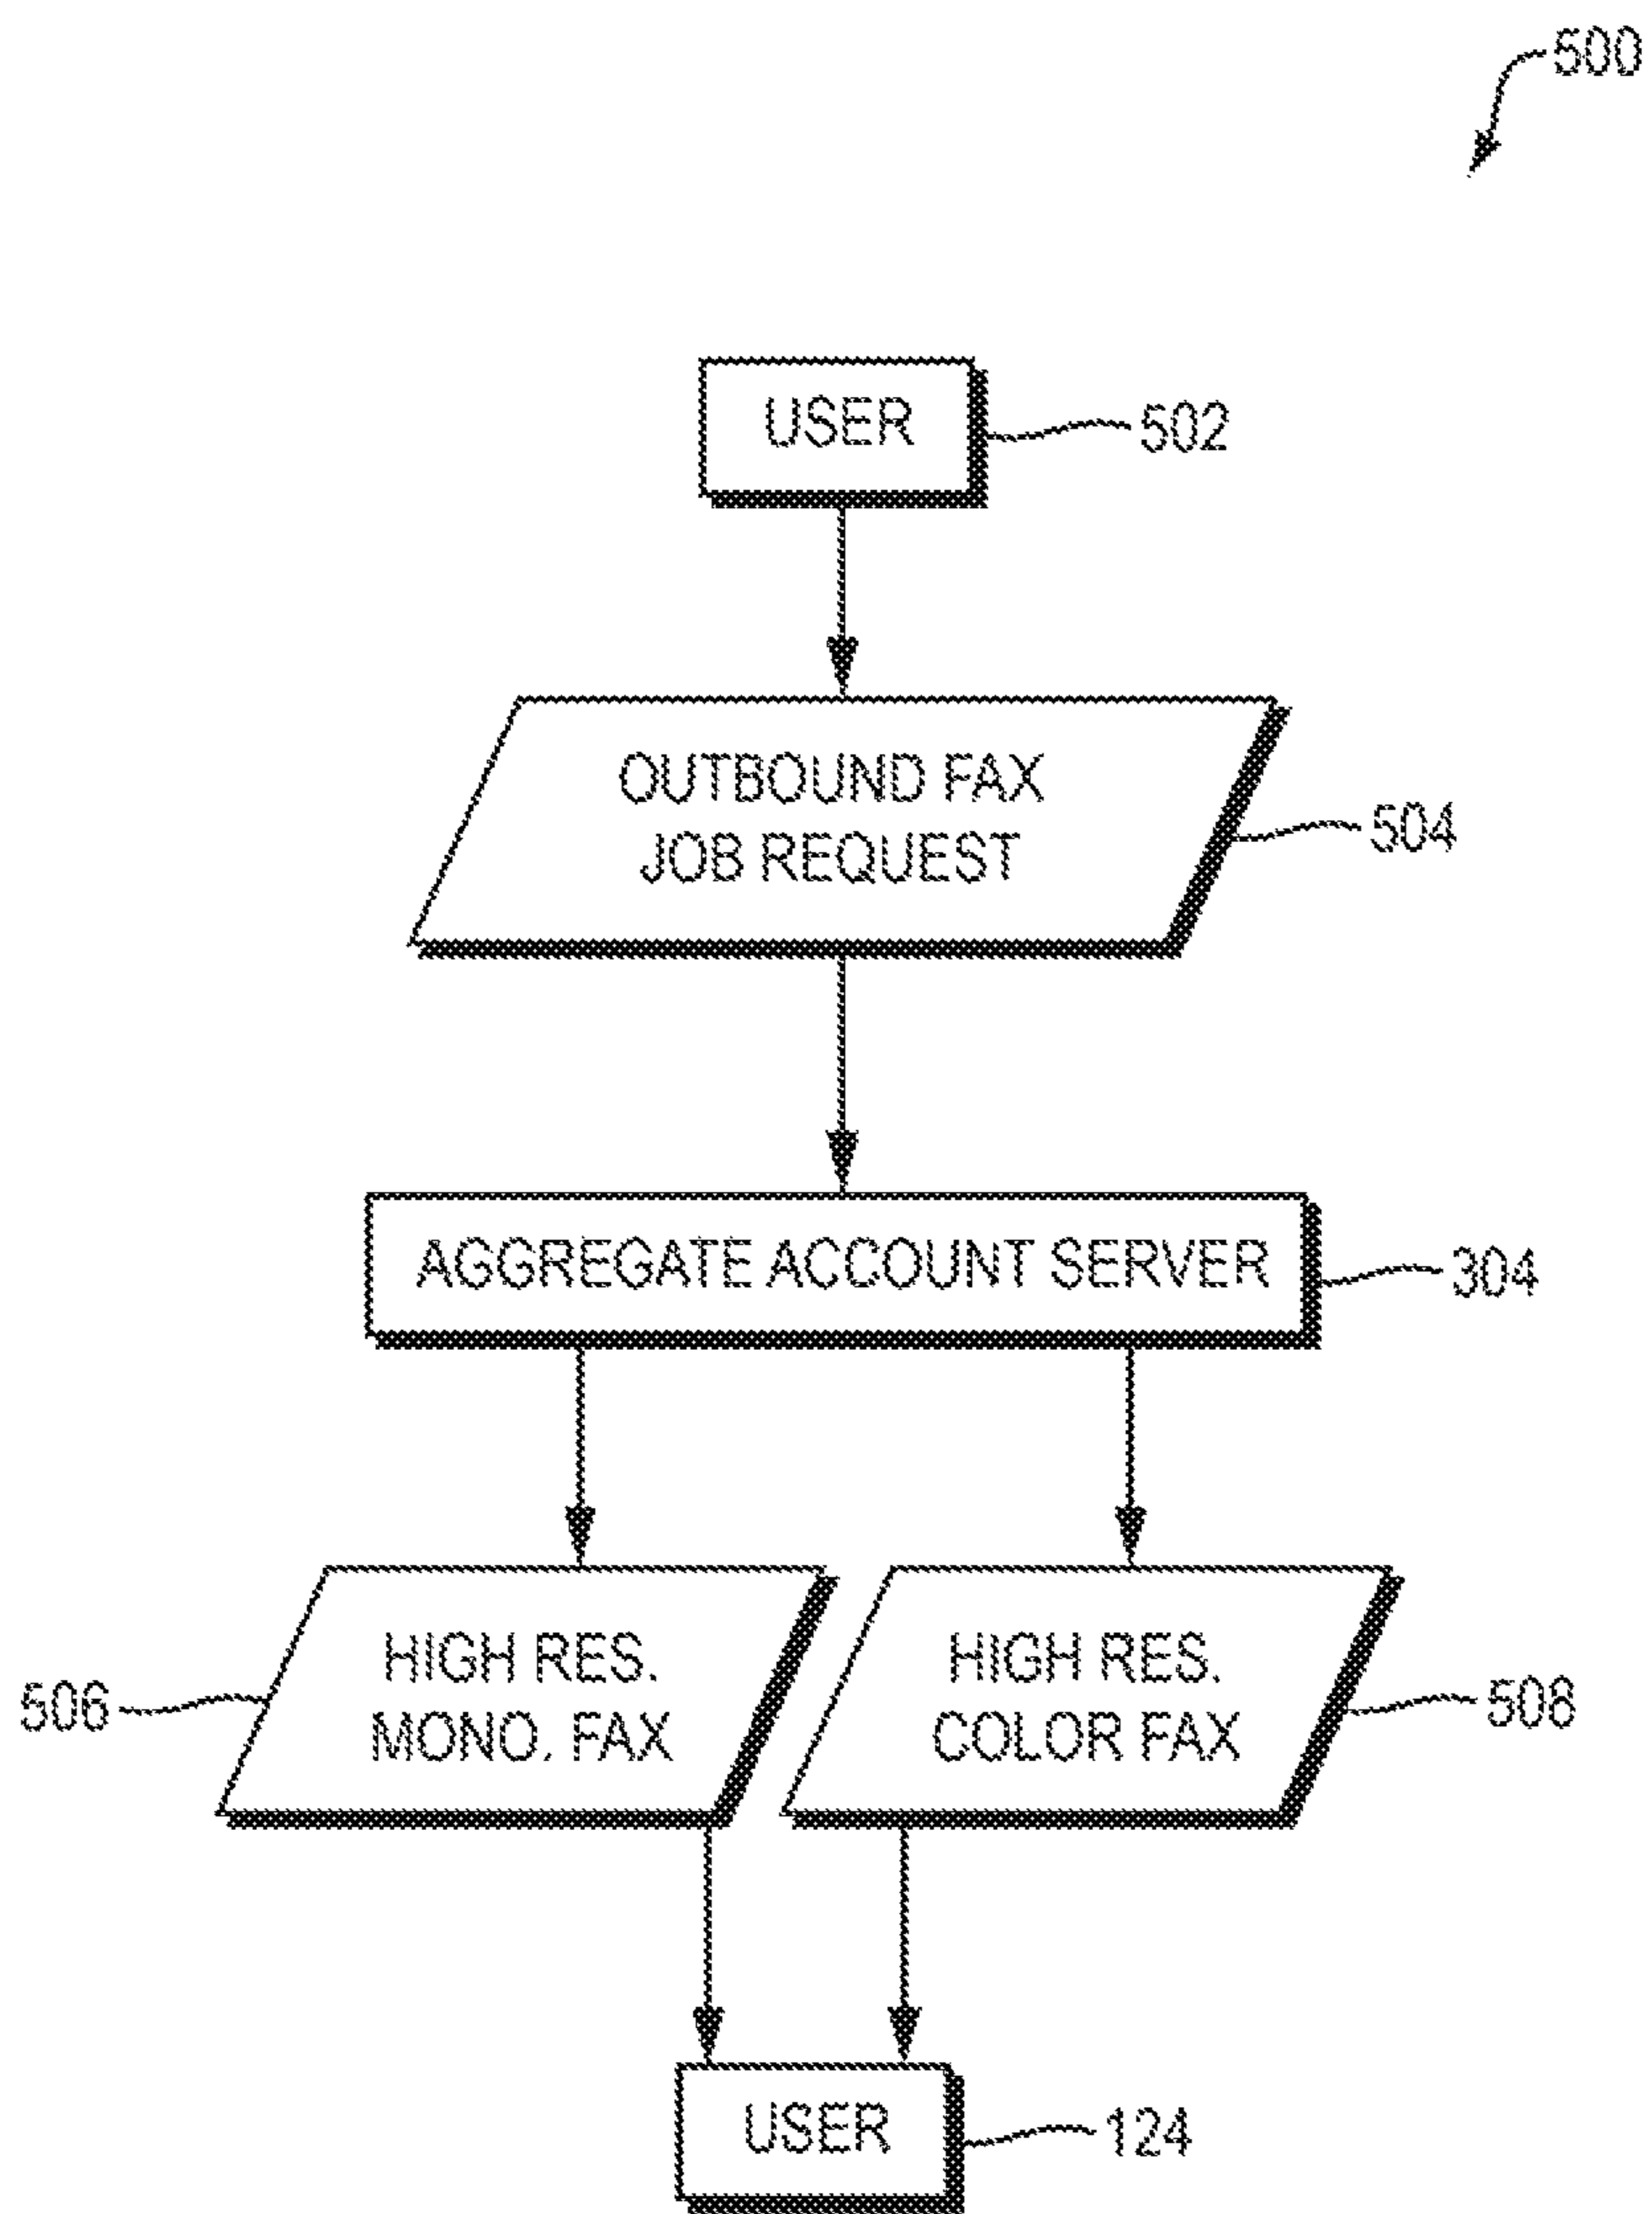 500
USER
502
OUTBOUND FAX
JOB REQUEST
504
AGGREGATE ACCOUNT SERVER
304
HIGH RES.
MONO. FAX
506
HIGH RES.
COLOR FAX
508
USER
124